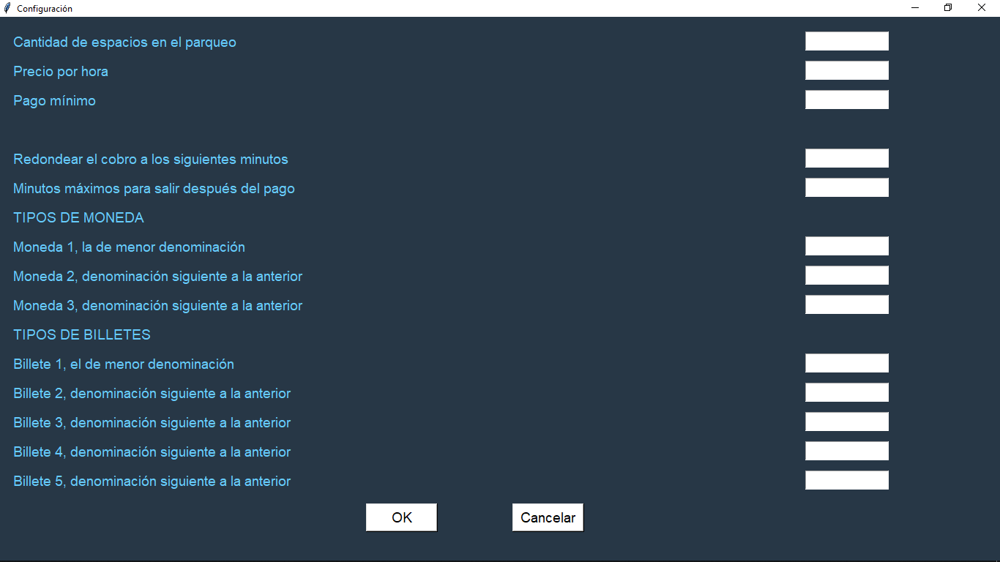 Configuración
Cantidad de espacios en el parqueo
Precio por hora
Pago mínimo
Redondear el cobro a los siguientes minutos
Minutos máximos para salir después del pago
TIPOS DE MONEDA
Moneda 1, la de menor denominación
Moneda 2, denominación siguiente a la anterior
Moneda 3, denominación siguiente a la anterior
TIPOS DE BILLETES
Billete 1, el de menor denominación
Billete 2, denominación siguiente a la anterior
Billete 3, denominación siguiente a la anterior
Billete 4, denominación siguiente a la anterior
Billete 5, denominación siguiente a la anterior
OK Cancelar